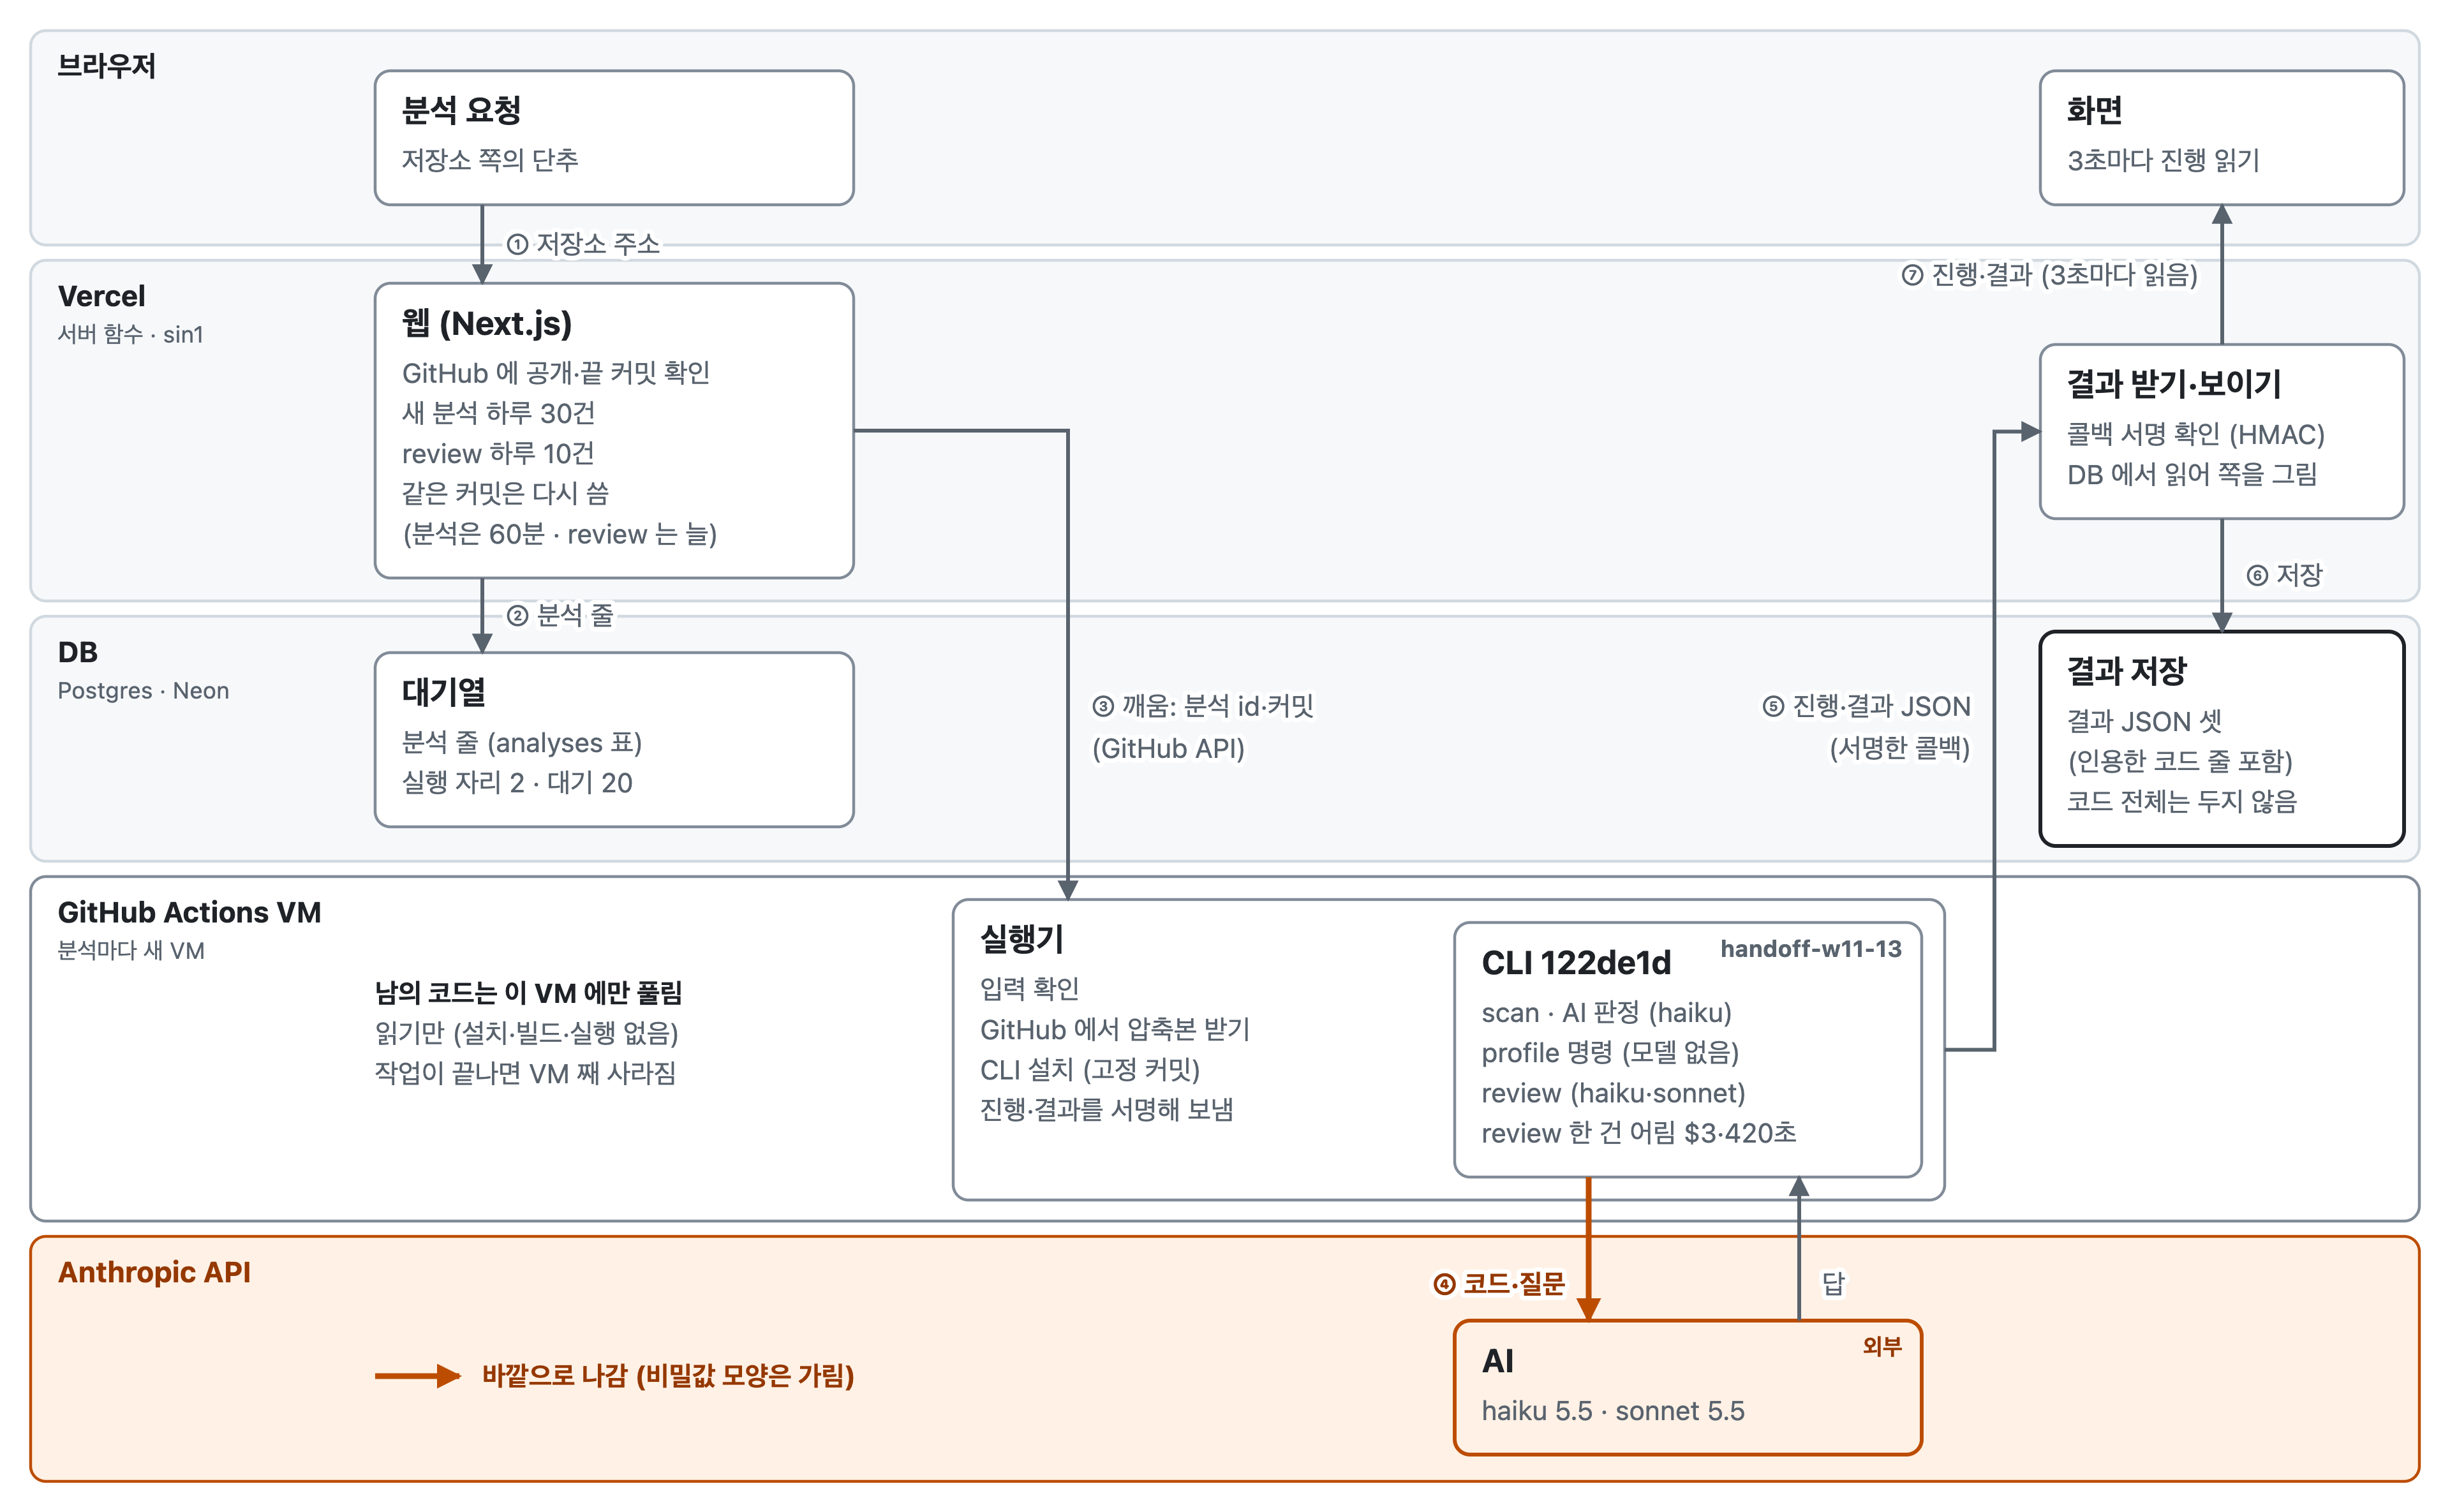 브라우저
분석 요청
저장소 쪽의 단추
화면
3초마다 진행 읽기
① 저장소 주소
Vercel
서버 함수 · sin1
웹 (Next.js)
GitHub 에 공개·끝 커밋 확인
새 분석 하루 30건
review 하루 10건
같은 커밋은 다시 씀
(분석은 60분 · review 는 늘)
⑦ 진행·결과 (3초마다 읽음)
결과 받기·보이기
콜백 서명 확인 (HMAC)
DB 에서 읽어 쪽을 그림
② 분석 줄
⑥ 저장
DB
Postgres · Neon
대기열
분석 줄 (analyses 표)
실행 자리 2 · 대기 20
③ 깨움: 분석 id·커밋
(GitHub API)
⑤ 진행·결과 JSON
(서명한 콜백)
결과 저장
결과 JSON 셋
(인용한 코드 줄 포함)
코드 전체는 두지 않음
GitHub Actions VM
분석마다 새 VM
남의 코드는 이 VM 에만 풀림
읽기만 (설치·빌드·실행 없음)
작업이 끝나면 VM 째 사라짐
실행기
입력 확인
GitHub 에서 압축본 받기
CLI 설치 (고정 커밋)
진행·결과를 서명해 보냄
CLI 122de1d
handoff-w11-13
scan · AI 판정 (haiku)
profile 명령 (모델 없음)
review (haiku·sonnet)
review 한 건 어림 $3·420초
Anthropic API
④ 코드·질문
답
바깥으로 나감 (비밀값 모양은 가림)
AI
외부
haiku 5.5 · sonnet 5.5